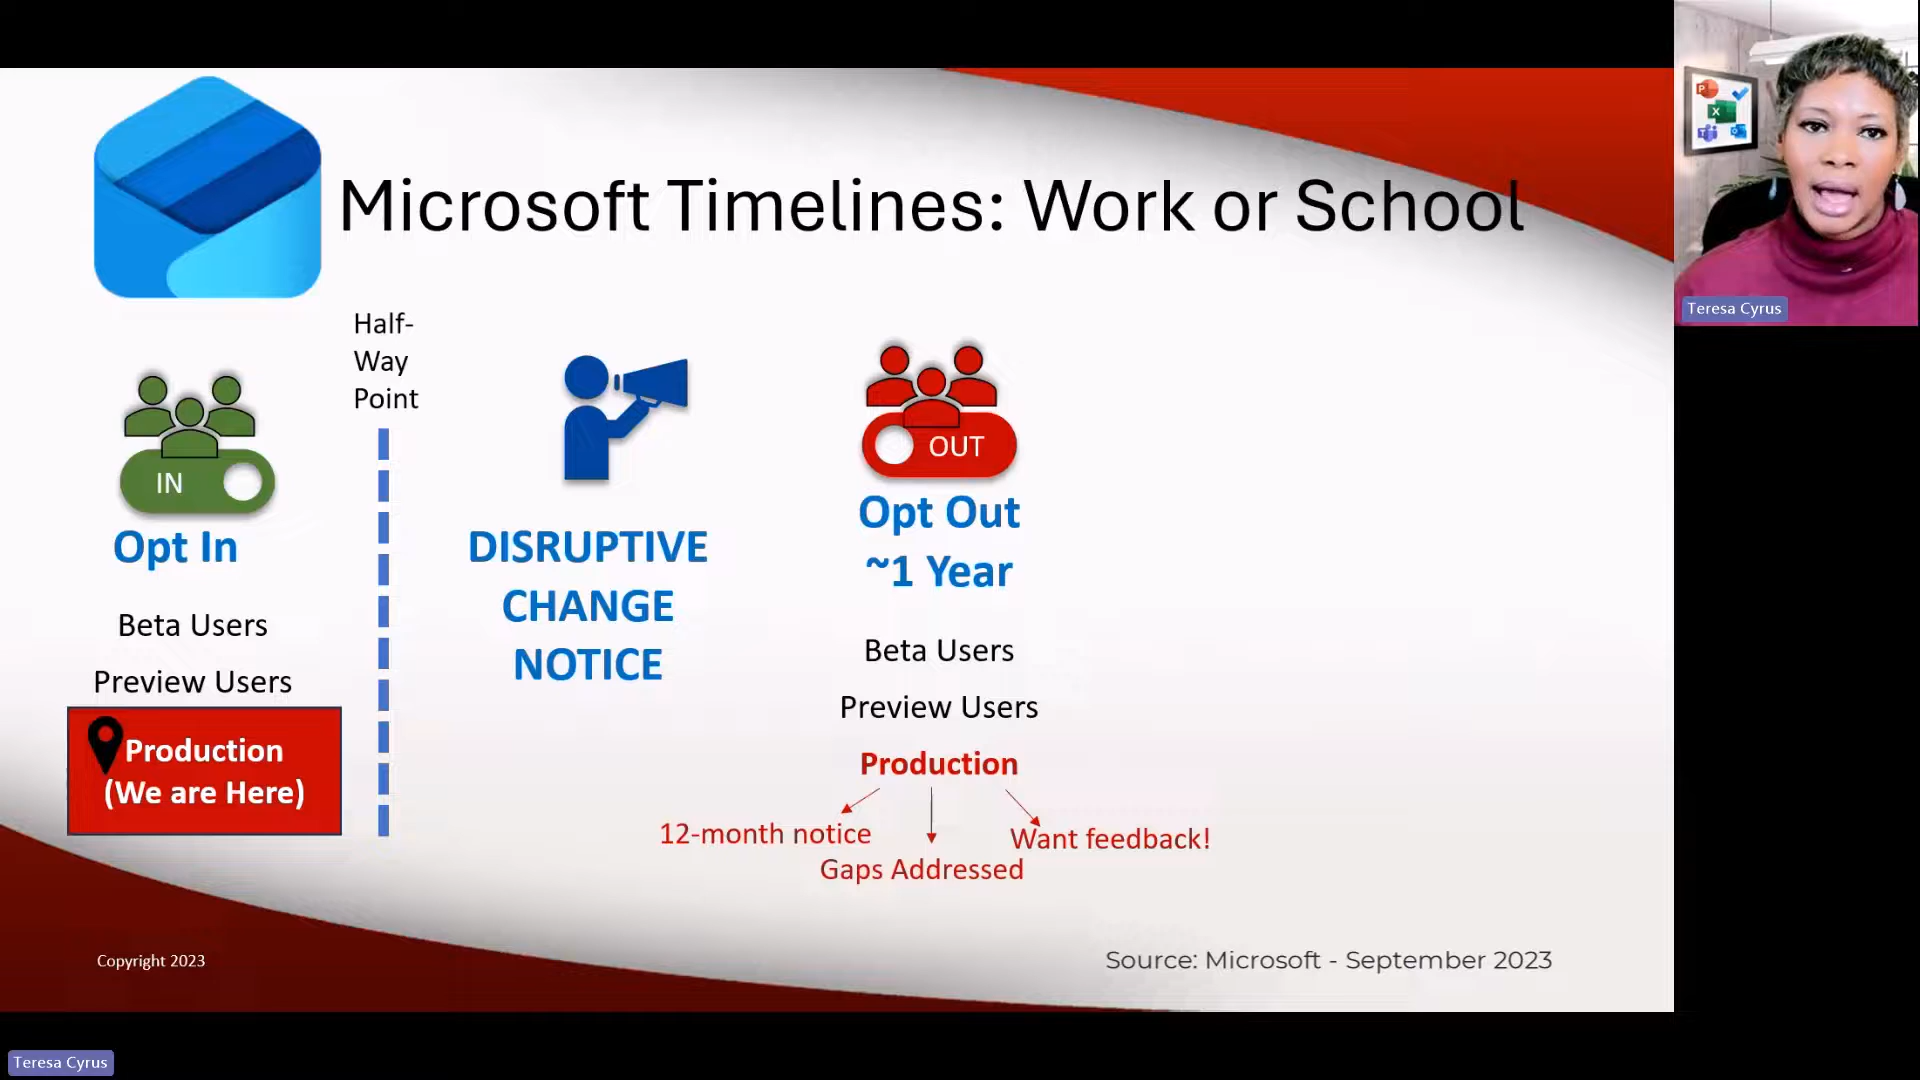 Microsoft Timelines: Work or School
Half-
Way
Point
IN
Opt In
Beta Users
Preview Users
Production
(We are Here)
DISRUPTIVE
CHANGE
NOTICE
OUT
Opt Out
~1 Year
Beta Users
Preview Users
Production
12-month notice
Gaps Addressed
Want feedback!
Copyright 2023
Source: Microsoft - September 2023
Teresa Cyrus
Teresa Cyrus